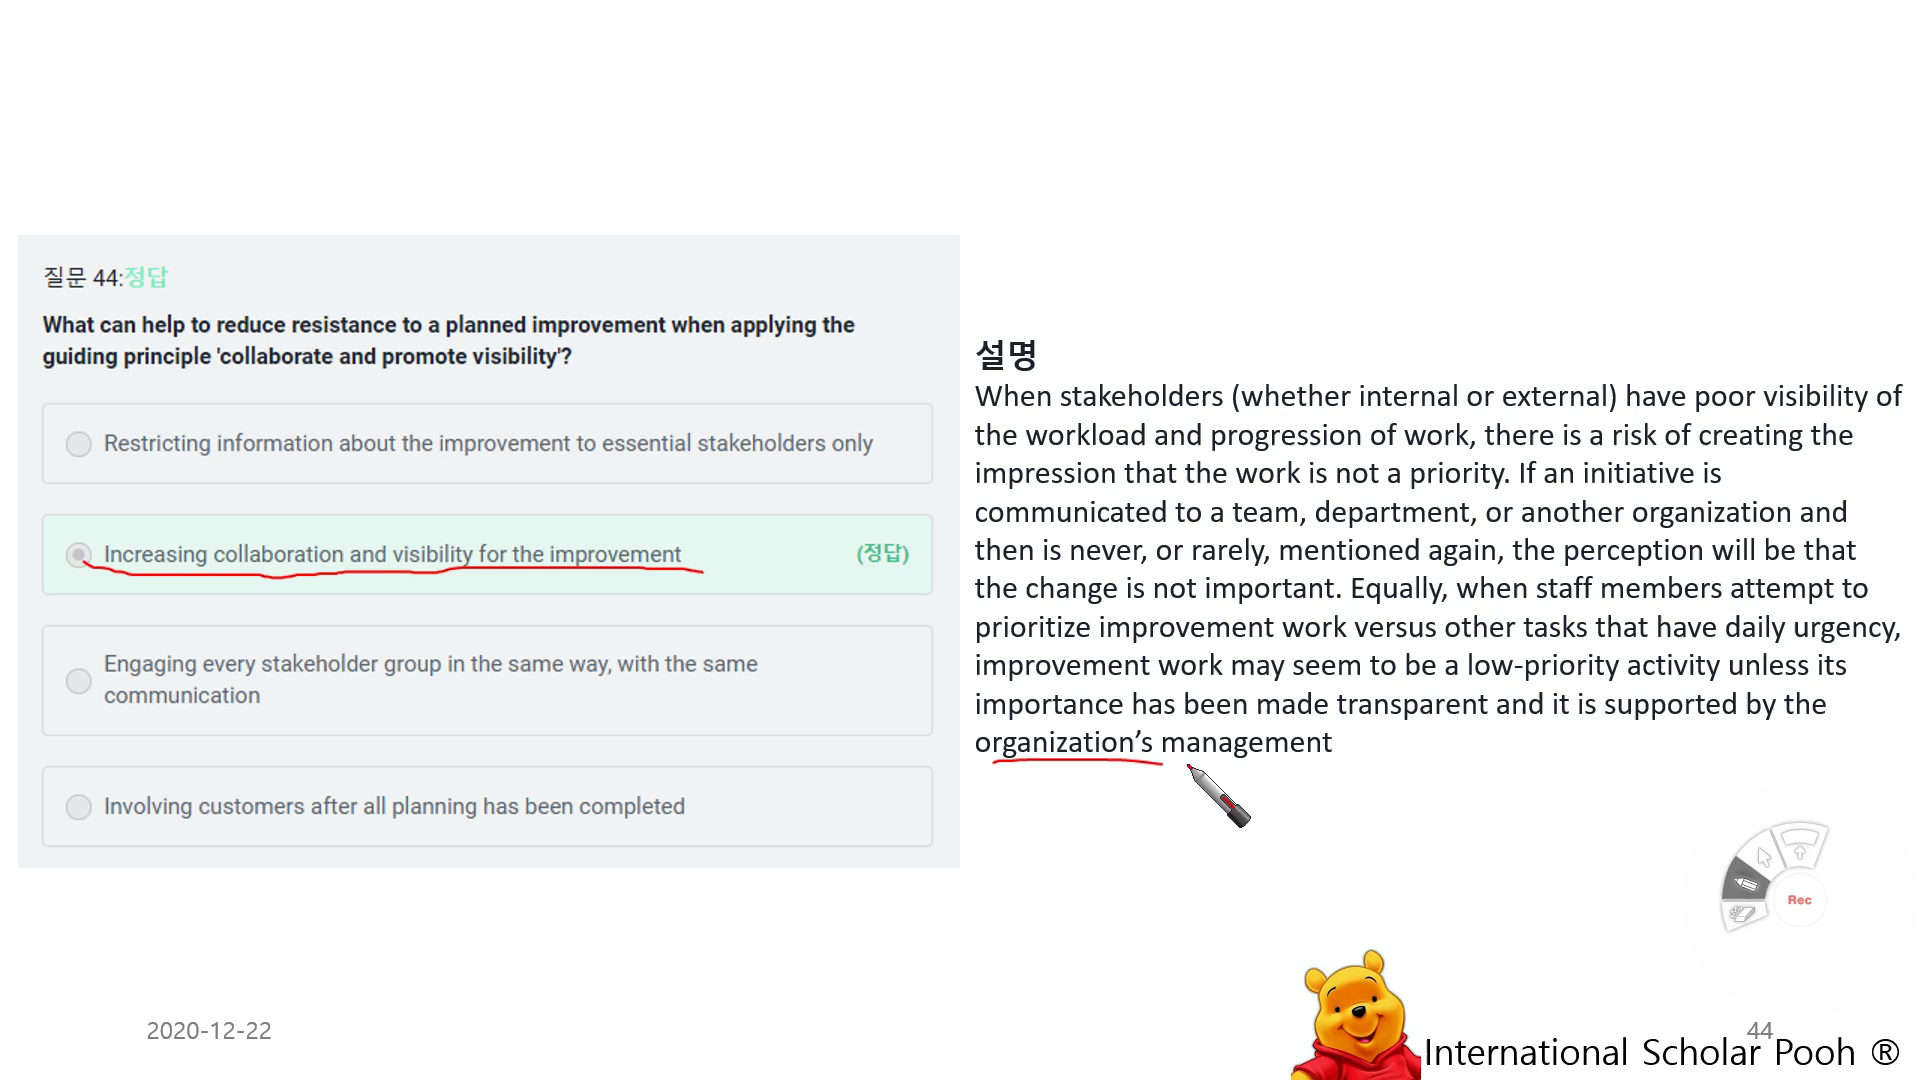 질문 44:정답
What can help to reduce resistance to a planned improvement when applying the
guiding principle 'collaborate and promote visibility'?
Restricting information about the improvement to essential stakeholders only
Increasing collaboration and visibility for the improvement (정답)
Engaging every stakeholder group in the same way, with the same
communication
Involving customers after all planning has been completed
설명
When stakeholders (whether internal or external) have poor visibility of
the workload and progression of work, there is a risk of creating the
impression that the work is not a priority. If an initiative is
communicated to a team, department, or another organization and
then is never, or rarely, mentioned again, the perception will be that
the change is not important. Equally, when staff members attempt to
prioritize improvement work versus other tasks that have daily urgency,
improvement work may seem to be a low-priority activity unless its
importance has been made transparent and it is supported by the
organization’s management
Rec
2020-12-22
44
International Scholar Pooh ®